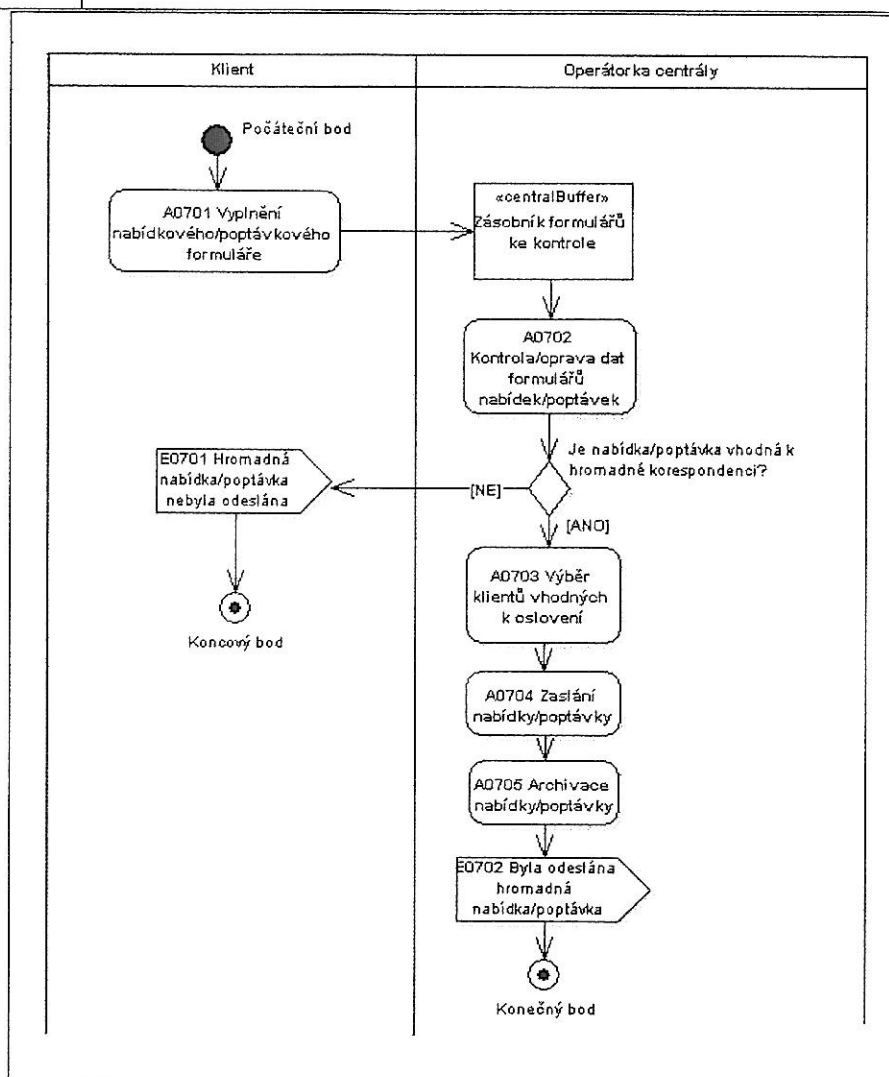 Klient
Operátorka centrály
Počáteční bod
A0701 Vyplnění
nabídkového/poptávkového
formuláře
«centralBuffer»
Zásobník formulářů
ke kontrole
A0702
Kontrola/oprava dat
formulářů
nabídek/poptávek
Je nabídka/poptávka vhodná k
hromadné korespondenci?
E0701 Hromadná
nabídka/poptávka
nebyla odeslána
[NE]
[ANO]
Koncový bod
A0703 Výběr
klientů vhodných
k oslovení
A0704 Zaslání
nabídky/poptávky
A0705 Archivace
nabídky/poptávky
E0702 Byla odeslána
hromadná
nabídka/poptávka
Konečný bod